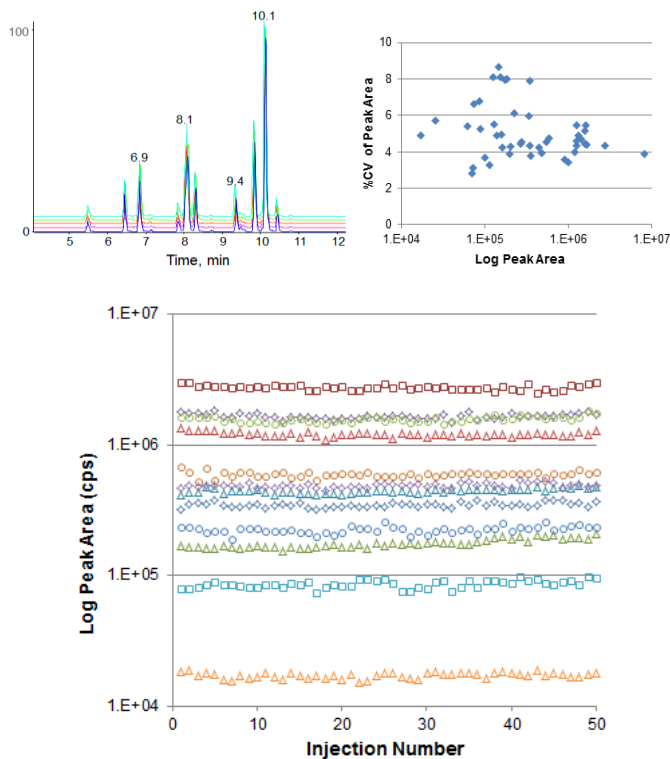 100
0
10.1
8.1
6.9
9.4
5 6 7 8 9 10 11 12
Time, min
%CV of Peak Area
10
8
6
4
2
0
1.E+04 1.E+05 1.E+06 1.E+07
Log Peak Area
Log Peak Area (cps)
1.E+07
1.E+06
1.E+05
1.E+04
0 10 20 30 40 50
Injection Number